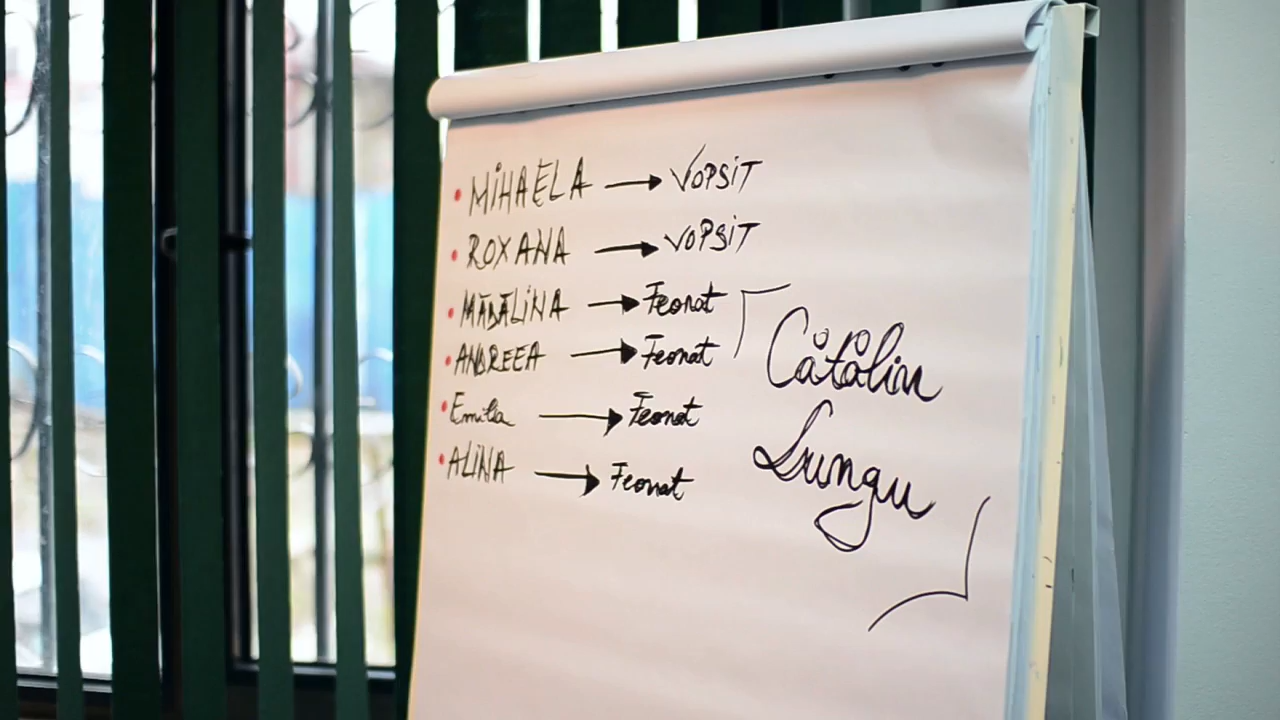 • MIHAELA → VOPSIT
• ROXANA → VOPSIT
• MĂDĂLINA → Feonat
• ANDREEA → Feonat
• Emilia → Feonat
• ALINA → Feonat
Cătălin
Lungu